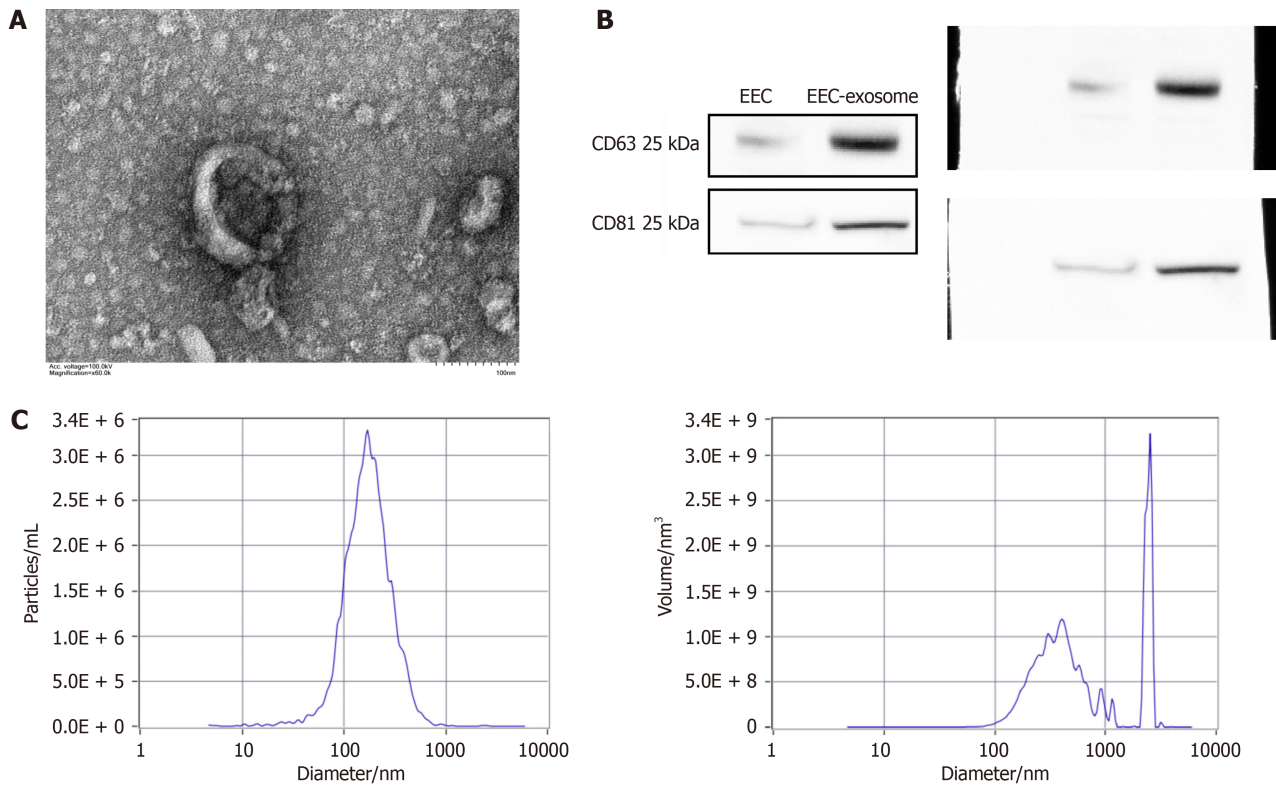 A
Acc. voltage=100.0kV
Magnification=x60.0k
100nm
B
EEC EEC-exosome
CD63 25 kDa
CD81 25 kDa
C
3.4E + 6
3.0E + 6
2.5E + 6
2.0E + 6
1.5E + 6
1.0E + 6
5.0E + 5
0.0E + 0
Particles/mL
1 10 100 1000 10000
Diameter/nm
3.4E + 9
3.0E + 9
2.5E + 9
2.0E + 9
1.5E + 9
1.0E + 9
5.0E + 8
0
Volume/nm³
1 10 100 1000 10000
Diameter/nm